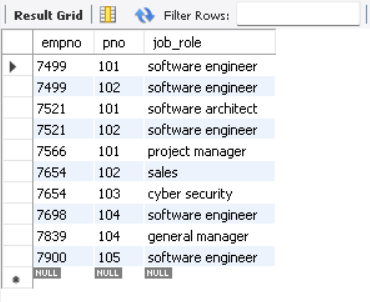 Result Grid Filter Rows:
empno pno job_role
7499 101 software engineer
7499 102 software engineer
7521 101 software architect
7521 102 software engineer
7566 101 project manager
7654 102 sales
7654 103 cyber security
7698 104 software engineer
7839 104 general manager
7900 105 software engineer
NULL NULL NULL